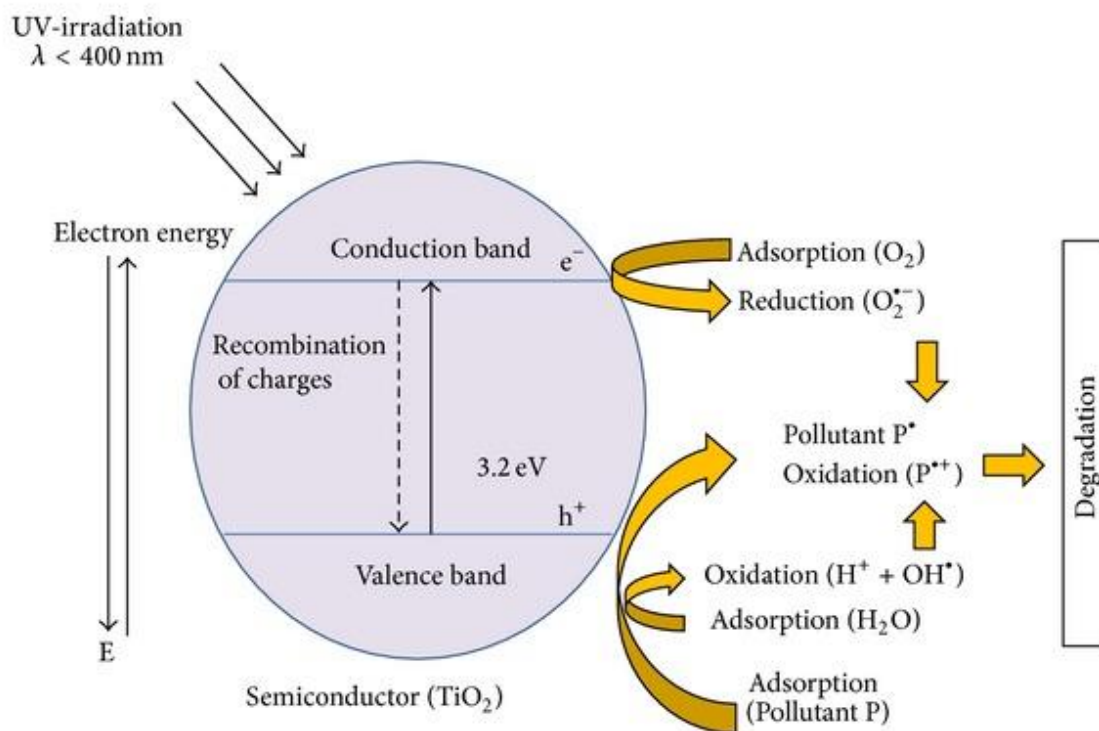 UV-irradiation
λ < 400 nm
Electron energy
Conduction band
e⁻
Adsorption (O₂)
Reduction (O₂•⁻)
Recombination
of charges
3.2 eV
Pollutant P•
Oxidation (P•⁺)
Degradation
h⁺
Valence band
Oxidation (H⁺ + OH•)
Adsorption (H₂O)
E
Semiconductor (TiO₂)
Adsorption
(Pollutant P)